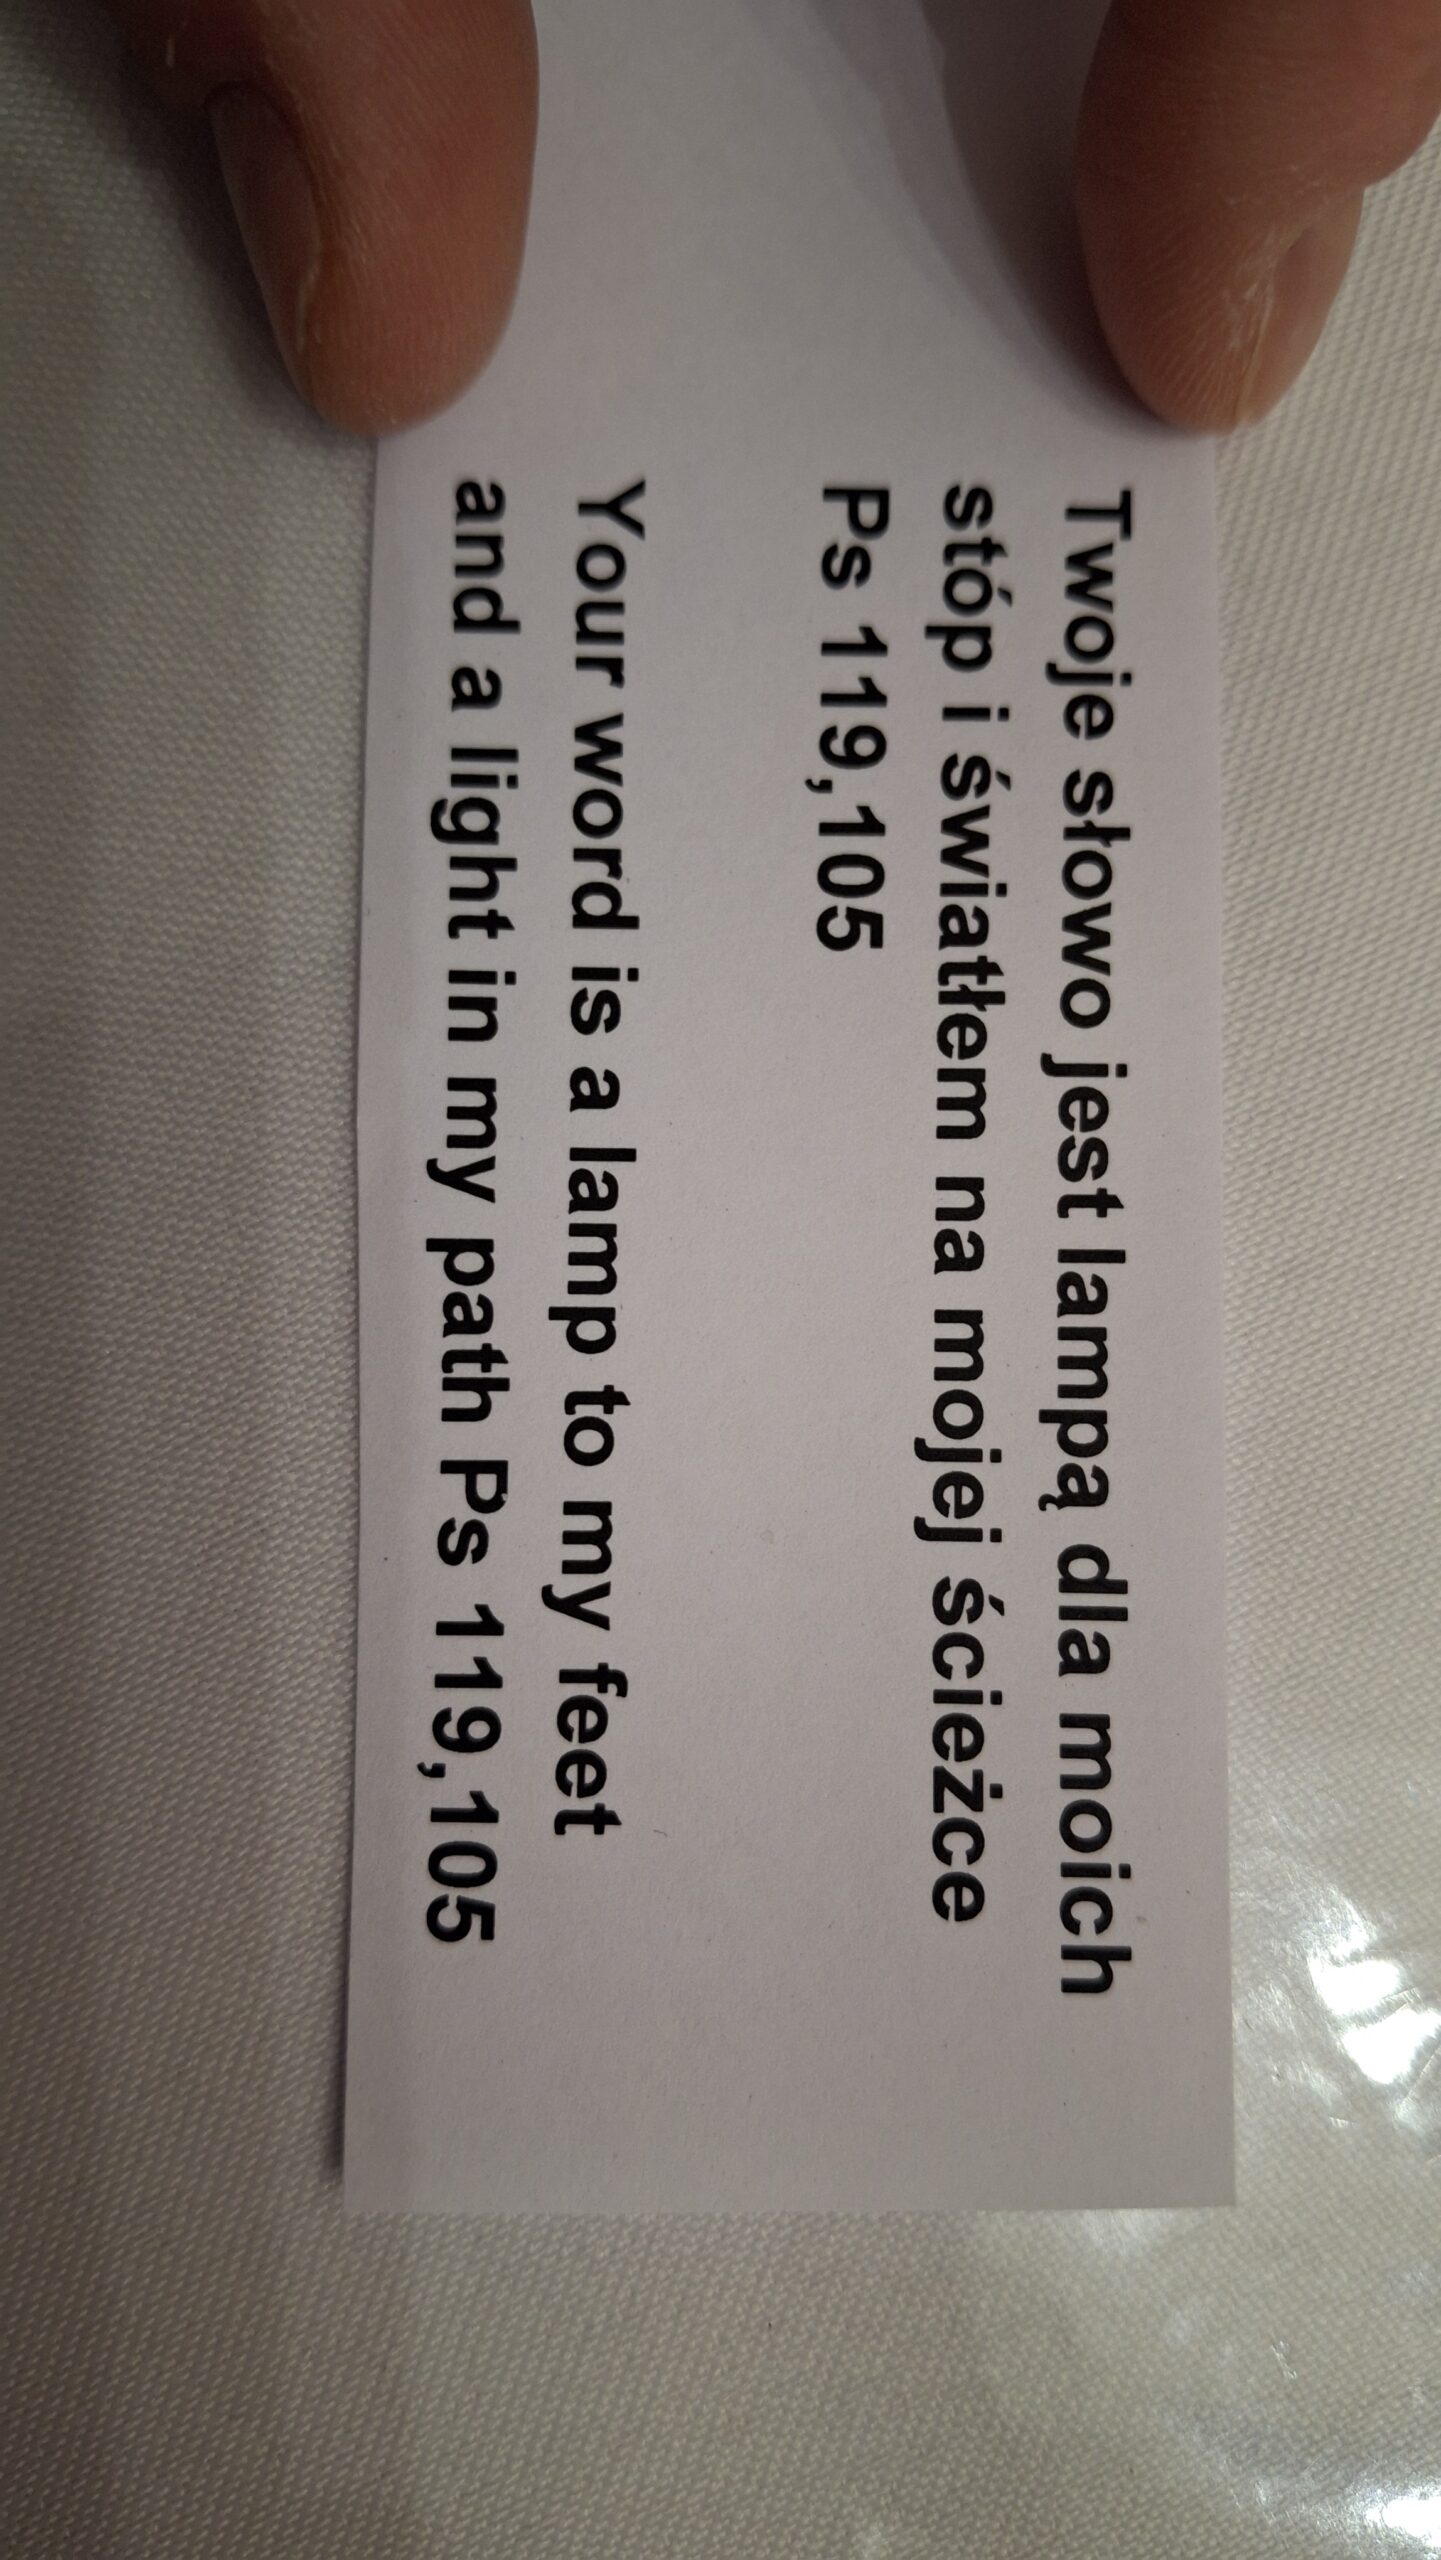 Twoje słowo jest lampą dla moich
stóp i światłem na mojej ścieżce
Ps 119,105
Your word is a lamp to my feet
and a light in my path Ps 119,105